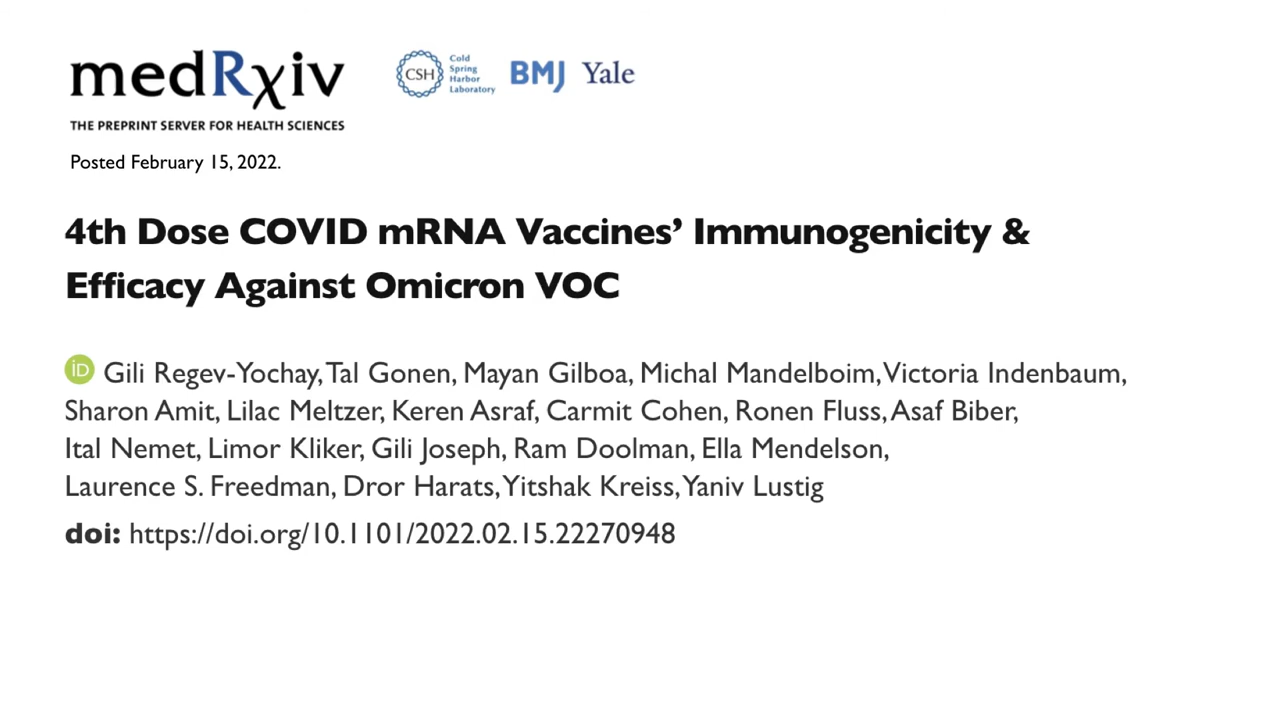 medRχiv
THE PREPRINT SERVER FOR HEALTH SCIENCES
CSH
Cold
Spring
Harbor
Laboratory
BMJ
Yale
Posted February 15, 2022.
4th Dose COVID mRNA Vaccines’ Immunogenicity &
Efficacy Against Omicron VOC
iD Gili Regev-Yochay, Tal Gonen, Mayan Gilboa, Michal Mandelboim, Victoria Indenbaum,
Sharon Amit, Lilac Meltzer, Keren Asraf, Carmit Cohen, Ronen Fluss, Asaf Biber,
Ital Nemet, Limor Kliker, Gili Joseph, Ram Doolman, Ella Mendelson,
Laurence S. Freedman, Dror Harats, Yitshak Kreiss, Yaniv Lustig
doi: https://doi.org/10.1101/2022.02.15.22270948